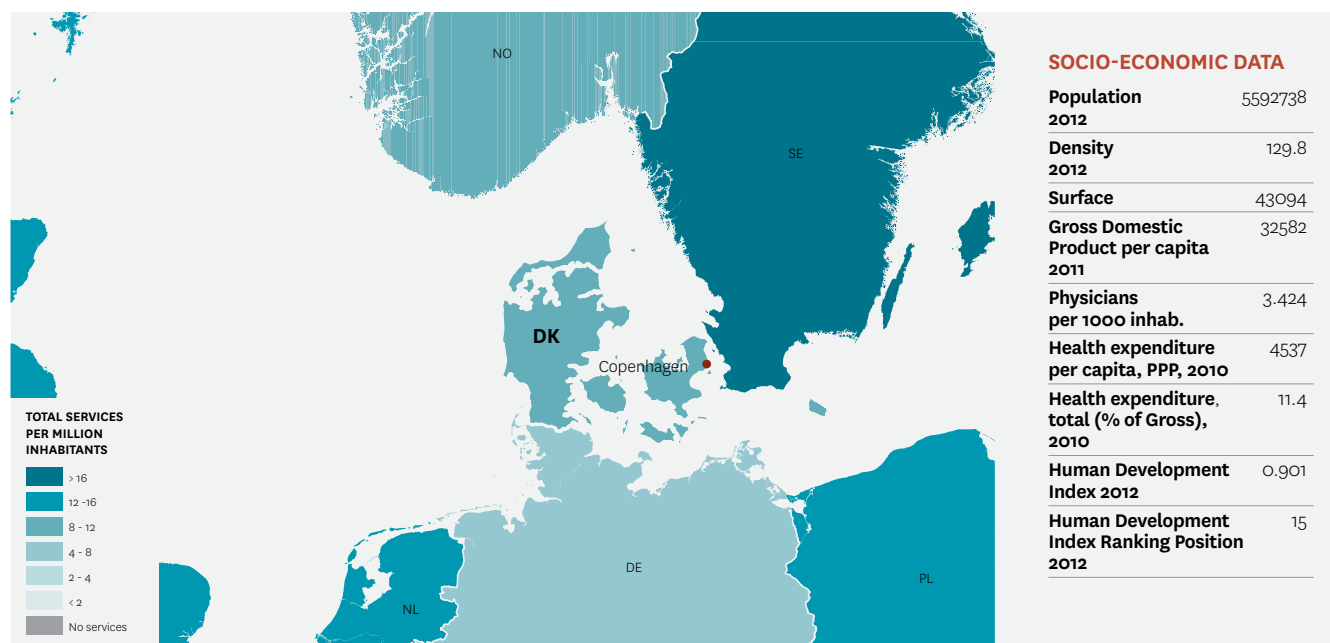 NO
SE
DK
Copenhagen
DE
PL
NL
TOTAL SERVICES
PER MILLION
INHABITANTS
> 16
12 -16
8 - 12
4 - 8
2 - 4
< 2
No services
SOCIO-ECONOMIC DATA
Population 5592738
2012
Density 129.8
2012
Surface 43094
Gross Domestic 32582
Product per capita
2011
Physicians 3.424
per 1000 inhab.
Health expenditure 4537
per capita, PPP, 2010
Health expenditure, 11.4
total (% of Gross),
2010
Human Development 0.901
Index 2012
Human Development 15
Index Ranking Position
2012